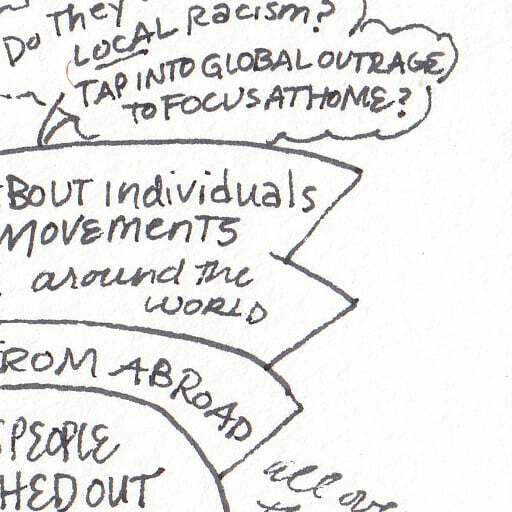 Do They
LOCAL Racism?
TAP INTO GLOBAL OUTRAGE
TO FOCUS AT HOME?
BOUT individuals
MOVEMENTS
around the
WORLD
ROM ABROAD
PEOPLE
HED OUT
all ov